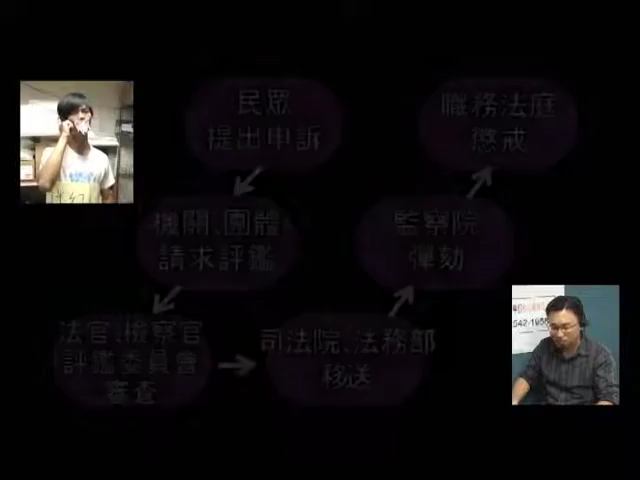 民眾
提出申訴
機關、團體
請求評鑑
法官、檢察官
評鑑委員會
審查
司法院、法務部
移送
監察院
彈劾
職務法庭
懲戒